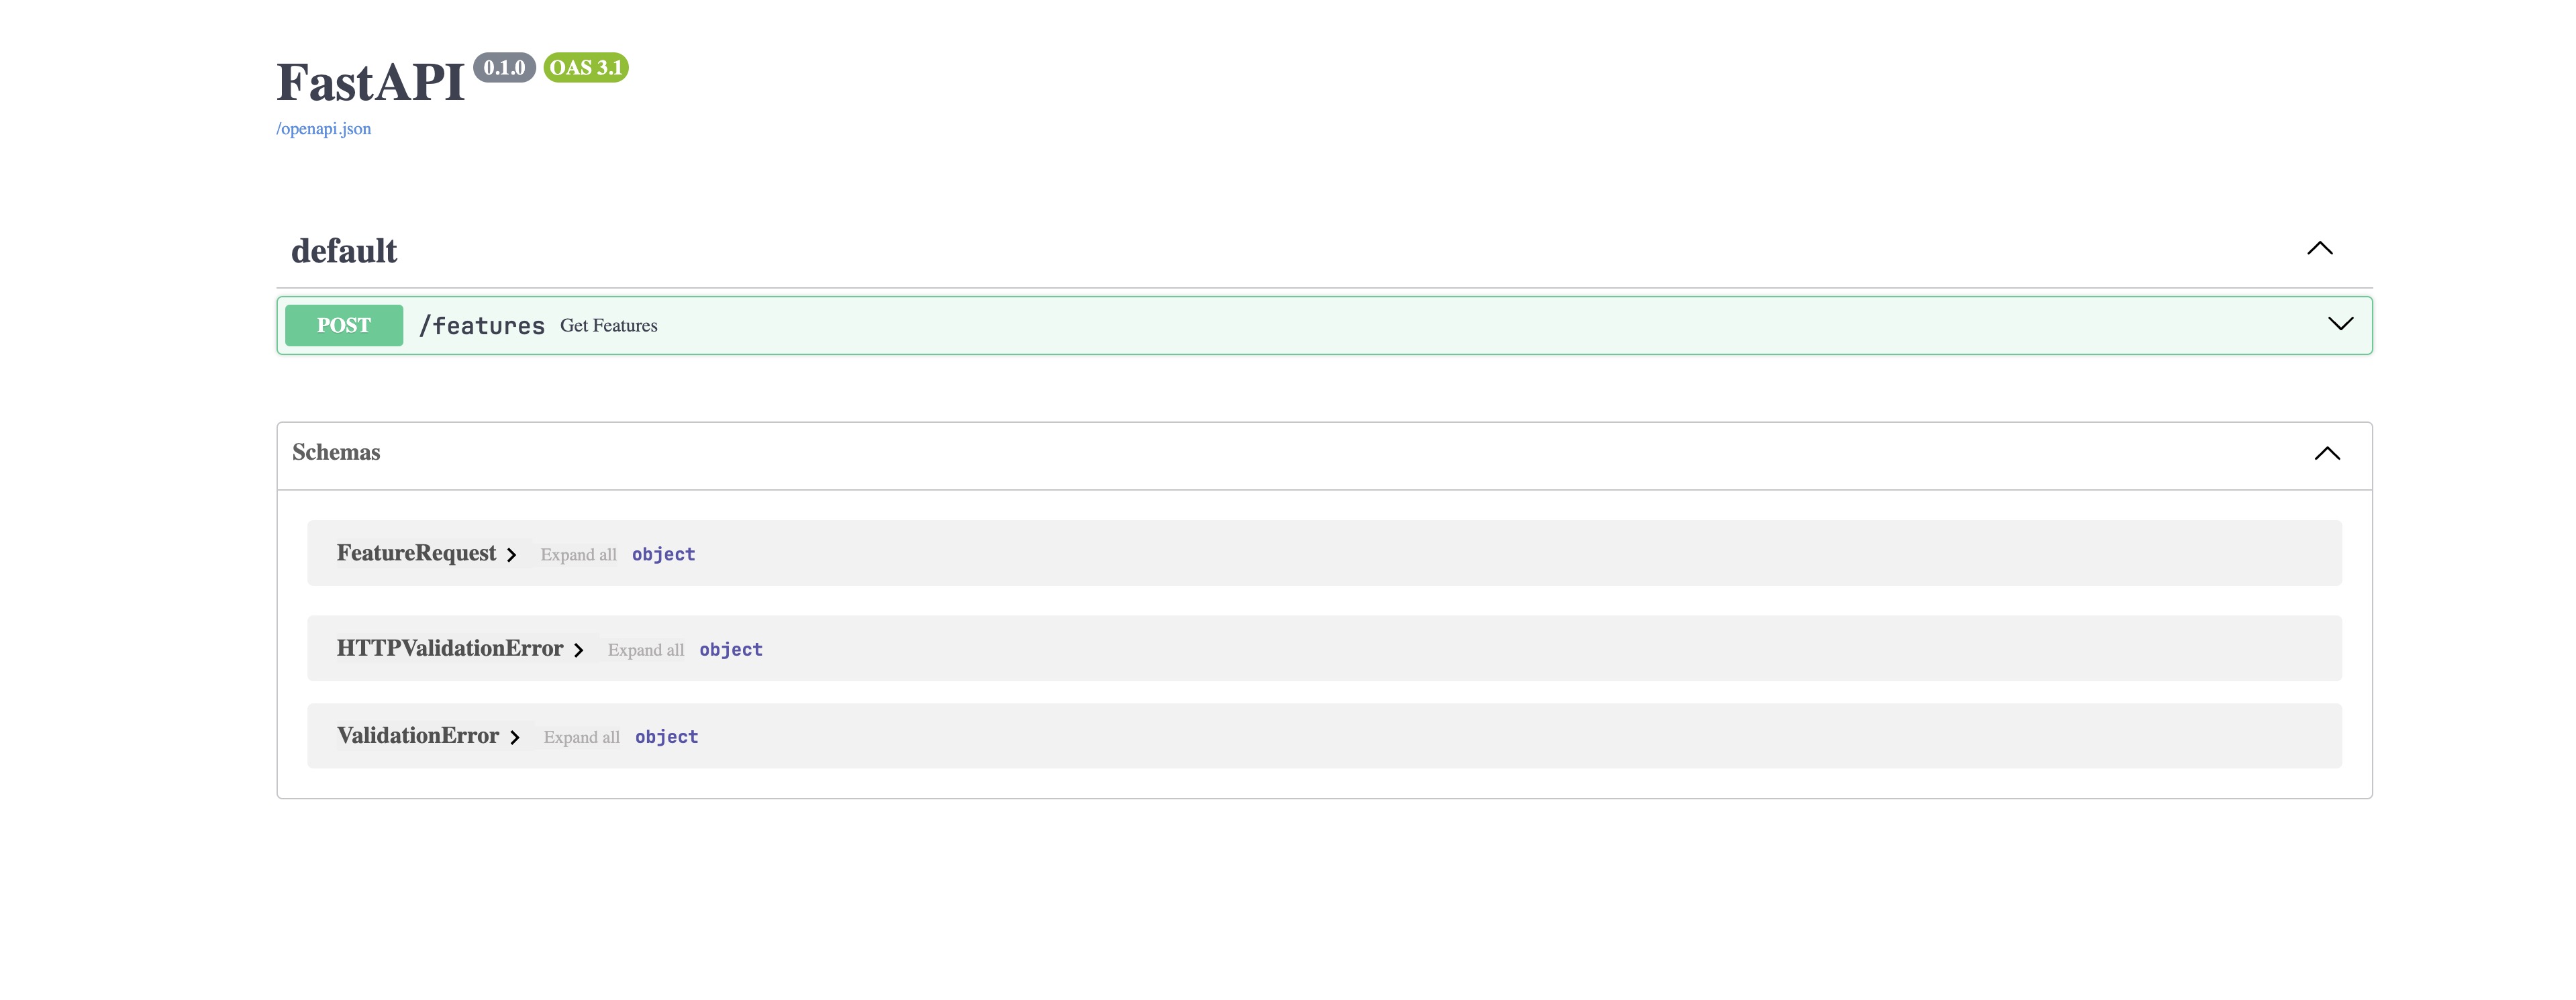 FastAPI 0.1.0 OAS 3.1
/openapi.json
default
POST /features Get Features
Schemas
FeatureRequest Expand all object
HTTPValidationError Expand all object
ValidationError Expand all object